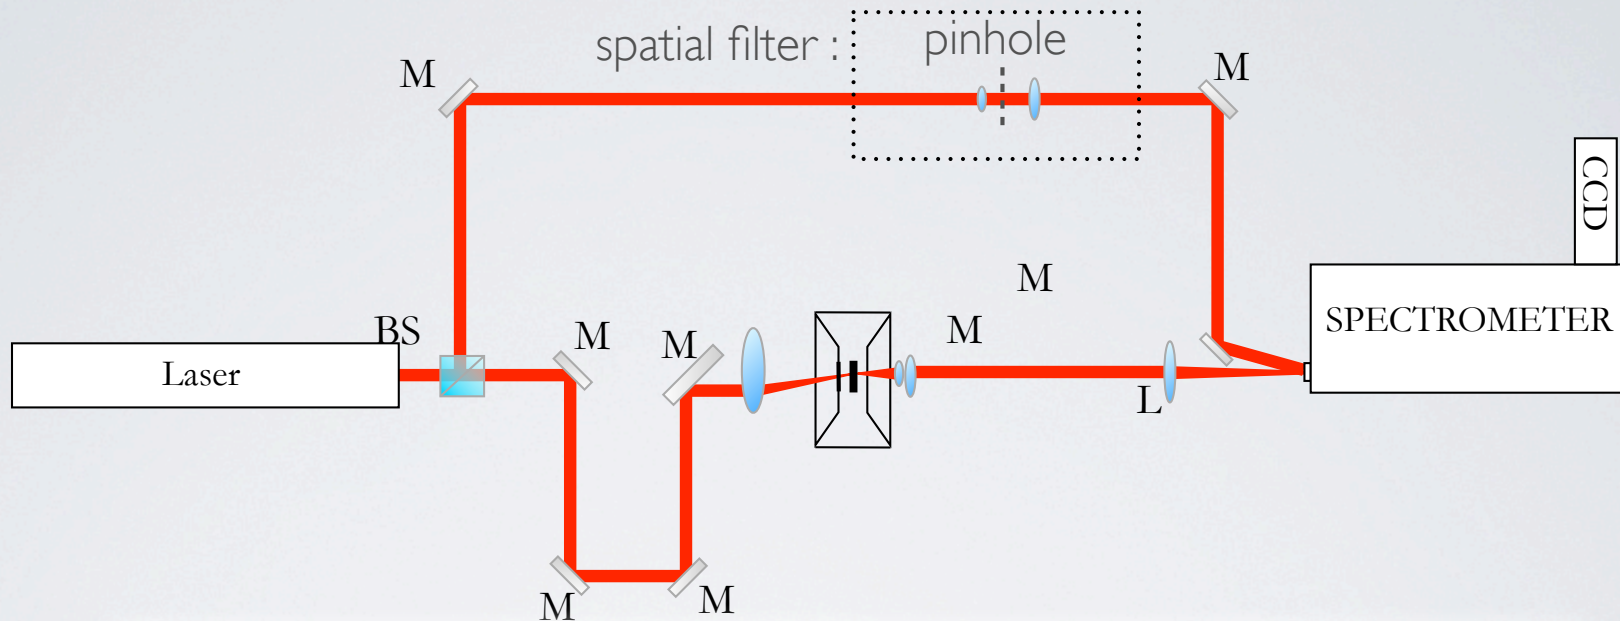 spatial filter :
pinhole
M
M
CCD
M
BS
M
M
M
SPECTROMETER
Laser
L
M
M